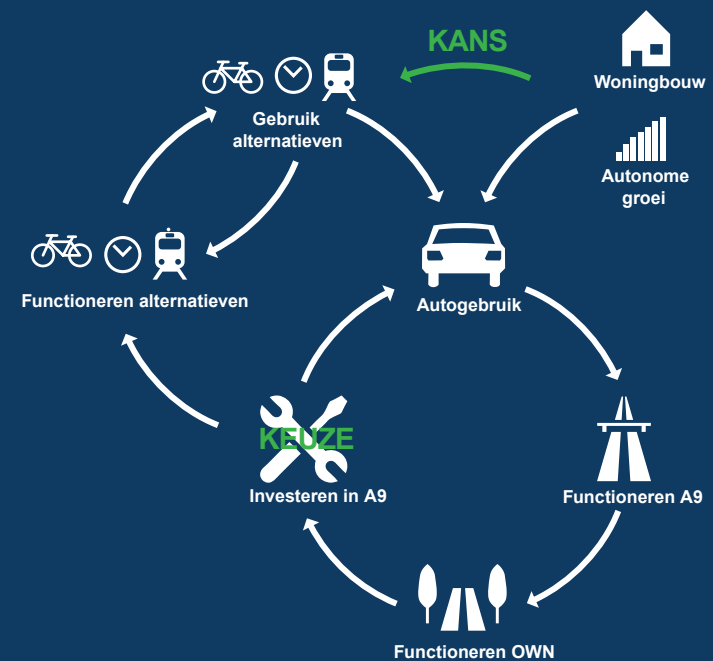 KANS
Woningbouw
Gebruik
alternatieven
Autonome
groei
Functioneren alternatieven
Autogebruik
KEUZE
Investeren in A9
Functioneren A9
Functioneren OWN